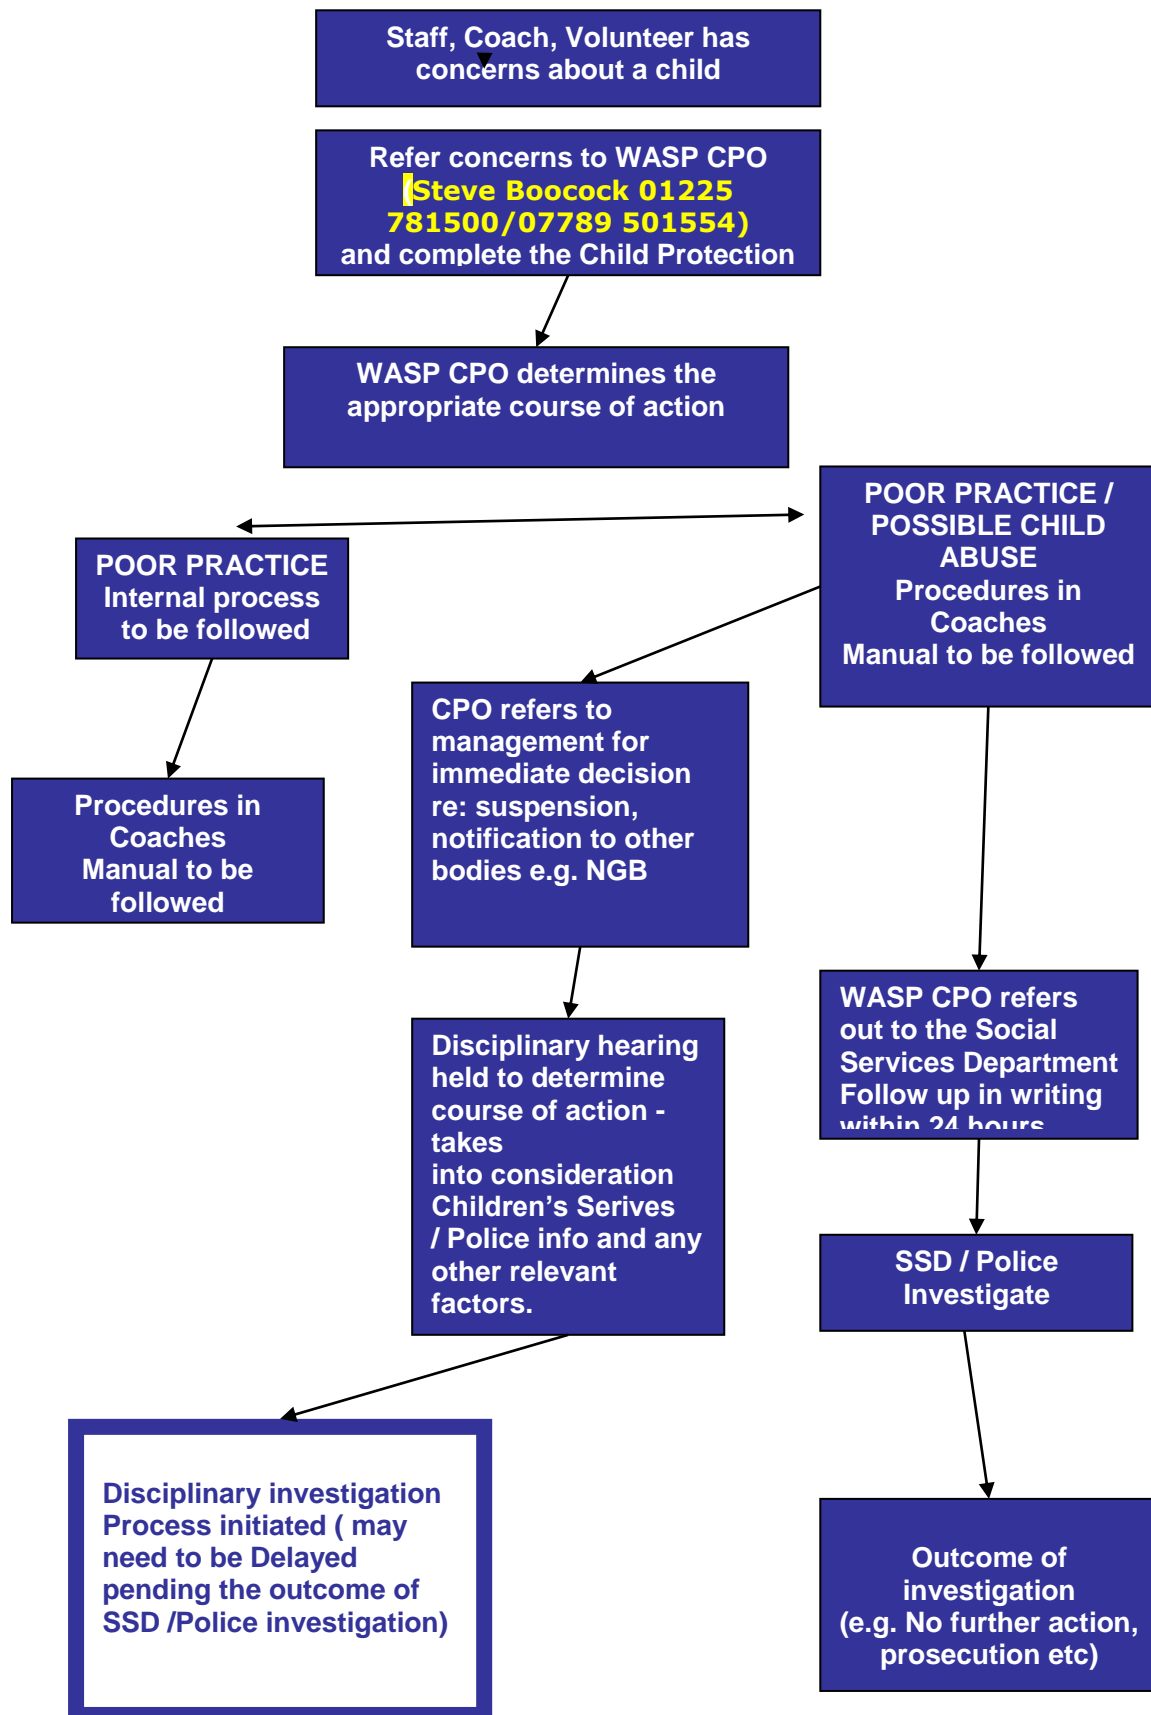 Staff, Coach, Volunteer has
concerns about a child
Refer concerns to WASP CPO
(Steve Boocock 01225
781500/07789 501554)
and complete the Child Protection
WASP CPO determines the
appropriate course of action
POOR PRACTICE /
POSSIBLE CHILD
ABUSE
Procedures in
Coaches
Manual to be followed
POOR PRACTICE
Internal process
to be followed
CPO refers to
management for
immediate decision
re: suspension,
notification to other
bodies e.g. NGB
Procedures in
Coaches
Manual to be
followed
WASP CPO refers
out to the Social
Services Department
Follow up in writing
within 24 hours
Disciplinary hearing
held to determine
course of action -
takes
into consideration
Children’s Serives
/ Police info and any
other relevant
factors.
SSD / Police
Investigate
Disciplinary investigation
Process initiated ( may
need to be Delayed
pending the outcome of
SSD /Police investigation)
Outcome of
investigation
(e.g. No further action,
prosecution etc)